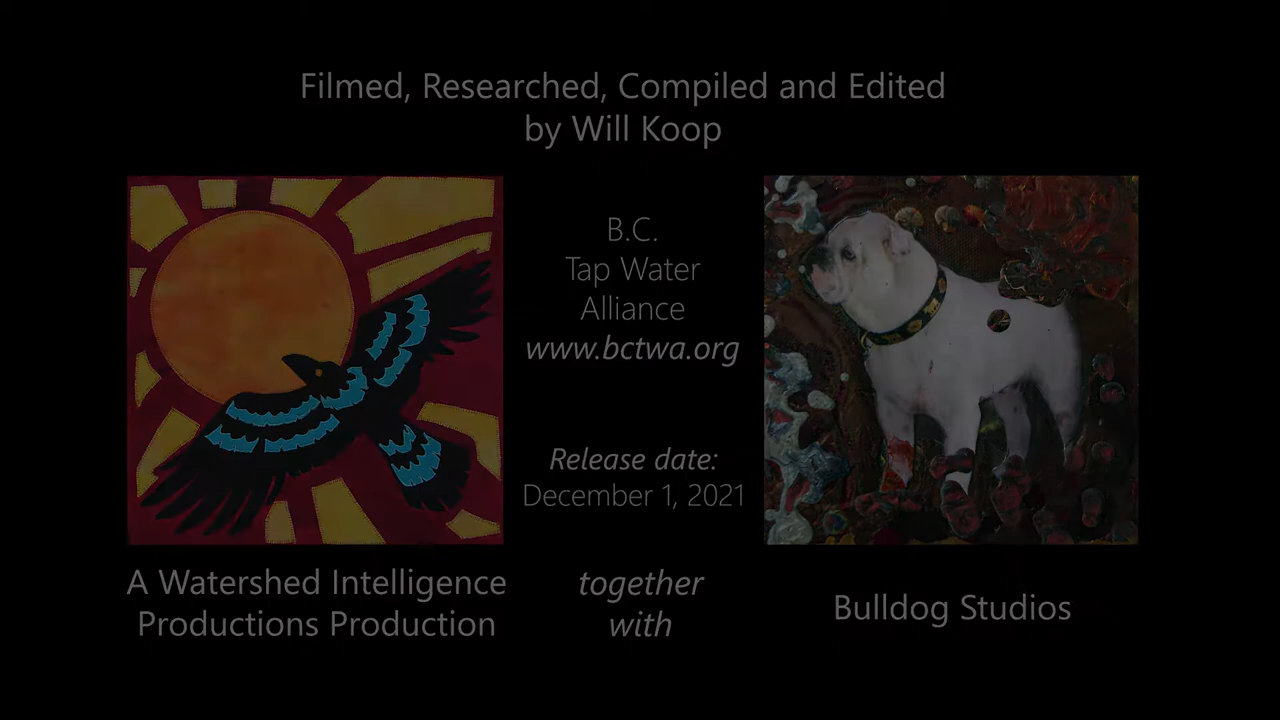 Filmed, Researched, Compiled and Edited
by Will Koop
B.C.
Tap Water
Alliance
www.bctwa.org
Release date:
December 1, 2021
A Watershed Intelligence
Productions Production
together
with
Bulldog Studios